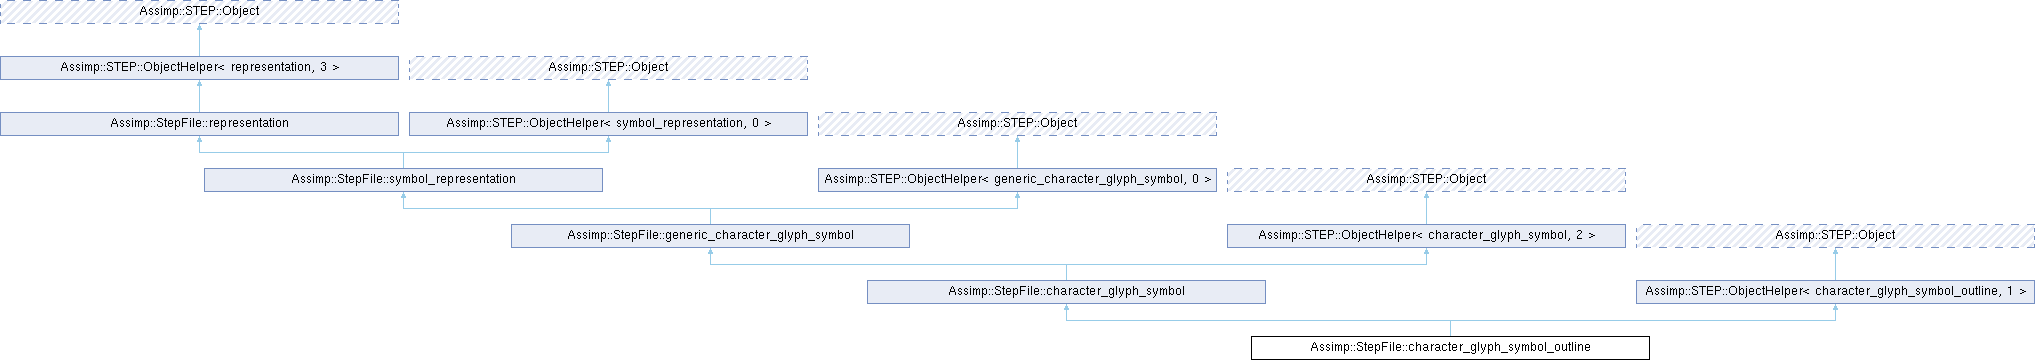 Assimp::STEP::Object
Assimp::STEP::ObjectHelper< representation, 3 >
Assimp::STEP::Object
Assimp::StepFile::representation
Assimp::STEP::ObjectHelper< symbol_representation, 0 >
Assimp::STEP::Object
Assimp::StepFile::symbol_representation
Assimp::STEP::ObjectHelper< generic_character_glyph_symbol, 0 >
Assimp::STEP::Object
Assimp::StepFile::generic_character_glyph_symbol
Assimp::STEP::ObjectHelper< character_glyph_symbol, 2 >
Assimp::STEP::Object
Assimp::StepFile::character_glyph_symbol
Assimp::STEP::ObjectHelper< character_glyph_symbol_outline, 1 >
Assimp::StepFile::character_glyph_symbol_outline